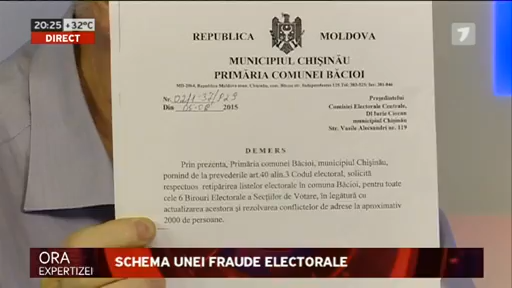 20:25 +32°C
DIRECT
7
REPUBLICA MOLDOVA
MUNICIPIUL CHIȘINĂU
PRIMĂRIA COMUNEI BĂCIOI
Nr.
Din 2015
Președintelui
Comisiei Electorale Centrale,
Dl Iurie Ciocan
municipiul Chișinău
Str. Vasile Alecsandri nr. 119
DEMERS
Prin prezenta, Primăria comunei Băcioi, municipiul Chișinău,
pornind de la prevederile art.40 alin.3 Codul electoral, solicită
respectuos retipărirea listelor electorale în comuna Băcioi, pentru toate
cele 6 Birouri Electorale a Secțiilor de Votare, în legătură cu
actualizarea acestora și rezolvarea conflictelor de adrese la aproximativ
2000 de persoane.
ORA
EXPERTIZEI
SCHEMA UNEI FRAUDE ELECTORALE